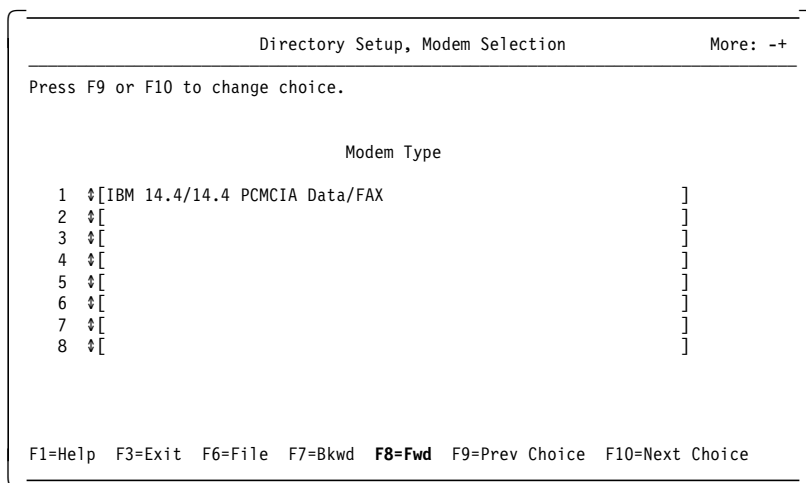 Directory Setup, Modem Selection More: -+
Press F9 or F10 to change choice.
Modem Type
1 ⇕[IBM 14.4/14.4 PCMCIA Data/FAX ]
2 ⇕[ ]
3 ⇕[ ]
4 ⇕[ ]
5 ⇕[ ]
6 ⇕[ ]
7 ⇕[ ]
8 ⇕[ ]
F1=Help F3=Exit F6=File F7=Bkwd F8=Fwd F9=Prev Choice F10=Next Choice